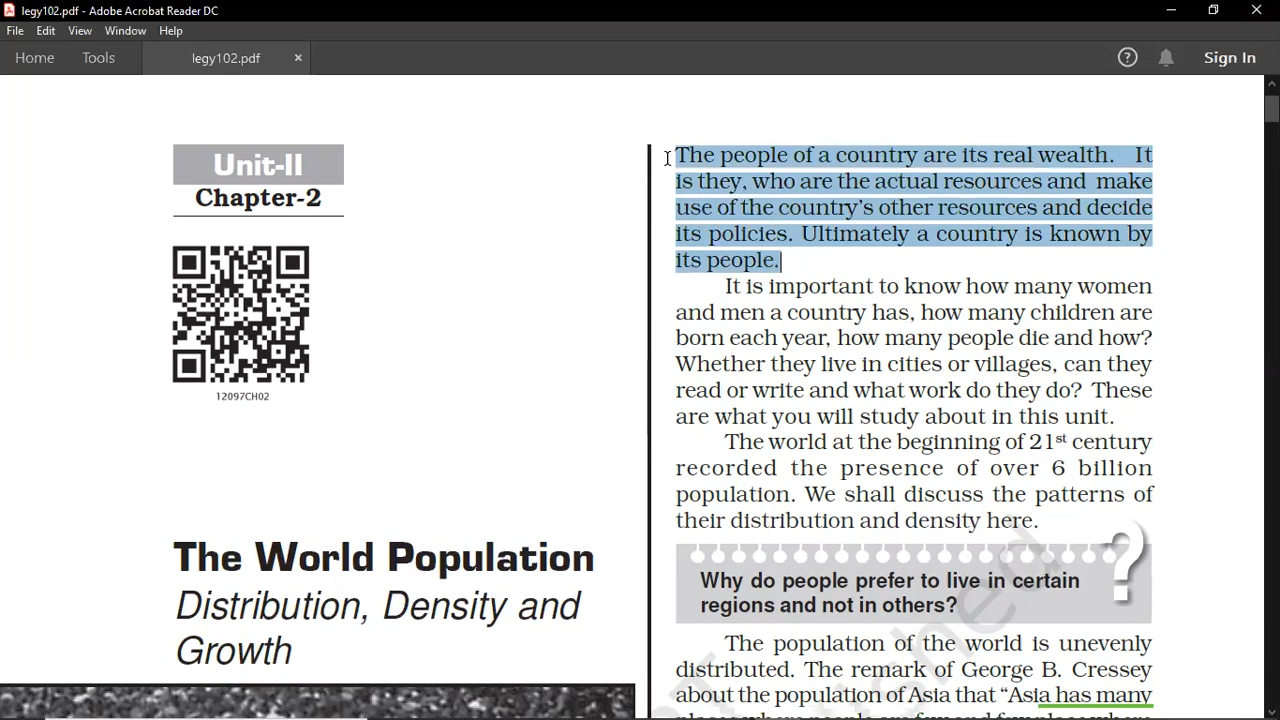 legy102.pdf - Adobe Acrobat Reader DC
File Edit View Window Help
Home Tools legy102.pdf × ? Sign In
Unit-II
Chapter-2
12097CH02
The World Population
Distribution, Density and
Growth
The people of a country are its real wealth. It
is they, who are the actual resources and make
use of the country's other resources and decide
its policies. Ultimately a country is known by
its people.
It is important to know how many women
and men a country has, how many children are
born each year, how many people die and how?
Whether they live in cities or villages, can they
read or write and what work do they do? These
are what you will study about in this unit.
The world at the beginning of 21st century
recorded the presence of over 6 billion
population. We shall discuss the patterns of
their distribution and density here.
Why do people prefer to live in certain
regions and not in others?
?
The population of the world is unevenly
distributed. The remark of George B. Cressey
about the population of Asia that “Asia has many